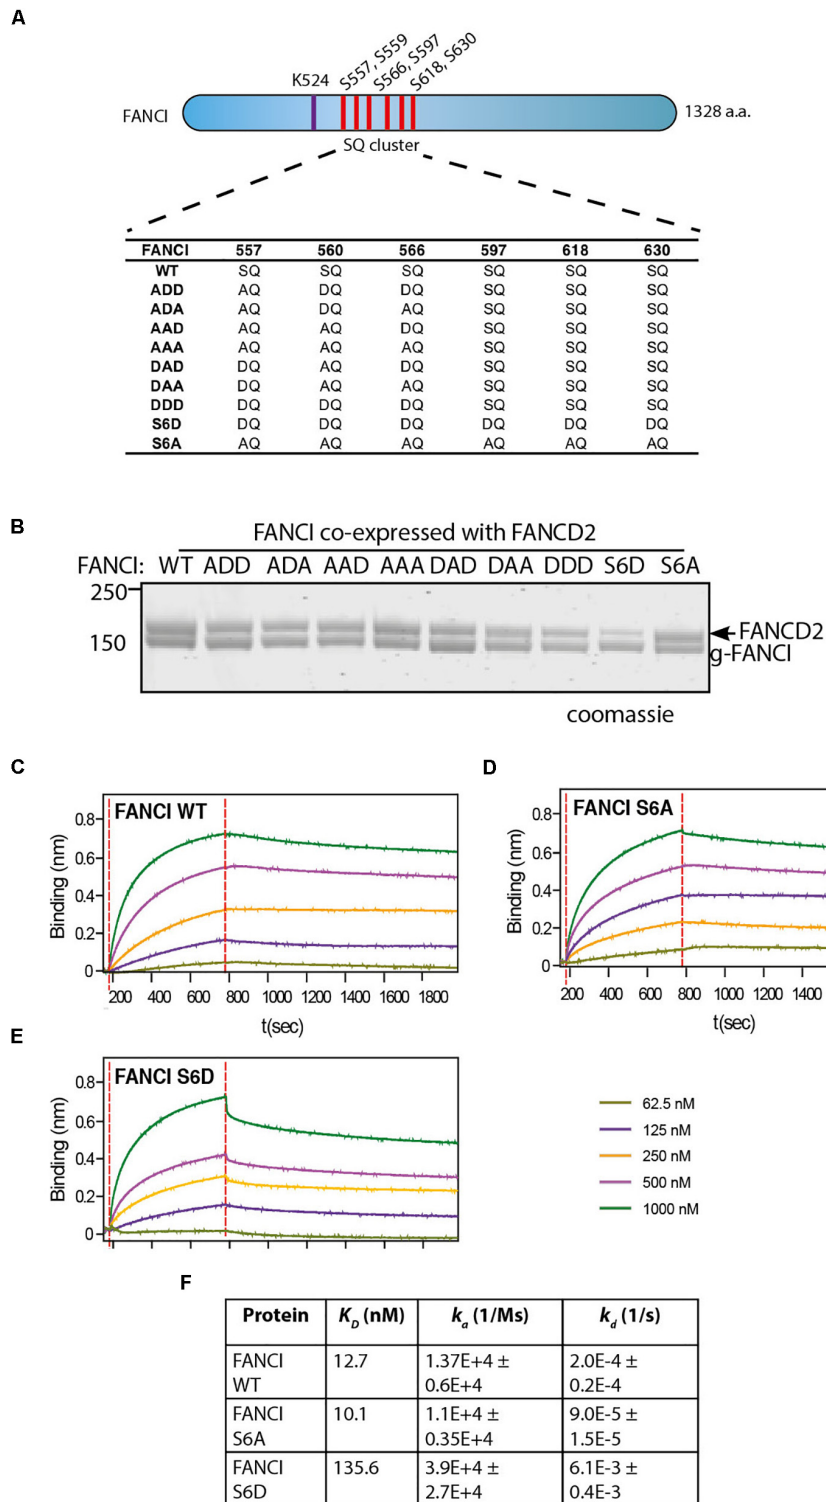 A
K524
S557, S559
S566, S597
S618, S630
FANCI
1328 a.a.
SQ cluster
FANCI 557 560 566 597 618 630
WT SQ SQ SQ SQ SQ SQ
ADD AQ DQ DQ SQ SQ SQ
ADA AQ DQ AQ SQ SQ SQ
AAD AQ AQ DQ SQ SQ SQ
AAA AQ AQ AQ SQ SQ SQ
DAD DQ AQ DQ SQ SQ SQ
DAA DQ AQ AQ SQ SQ SQ
DDD DQ DQ DQ SQ SQ SQ
S6D DQ DQ DQ DQ DQ DQ
S6A AQ AQ AQ AQ AQ AQ
B
FANCI co-expressed with FANCD2
FANCI: WT ADD ADA AAD AAA DAD DAA DDD S6D S6A
250
150
FANCD2
g-FANCI
coomassie
C
FANCI WT
Binding (nm)
0.8
0.6
0.4
0.2
0
200 400 600 800 1000 1200 1400 1600 1800
t(sec)
D
FANCI S6A
Binding (nm)
0.8
0.6
0.4
0.2
0
200 400 600 800 1000 1200 1400
t(sec)
E
FANCI S6D
Binding (nm)
0.8
0.6
0.4
0.2
0
62.5 nM
125 nM
250 nM
500 nM
1000 nM
F
Protein K_D (nM) k_a (1/Ms) k_d (1/s)
FANCI 12.7 1.37E+4 ± 2.0E-4 ±
WT 0.6E+4 0.2E-4
FANCI 10.1 1.1E+4 ± 9.0E-5 ±
S6A 0.35E+4 1.5E-5
FANCI 135.6 3.9E+4 ± 6.1E-3 ±
S6D 2.7E+4 0.4E-3